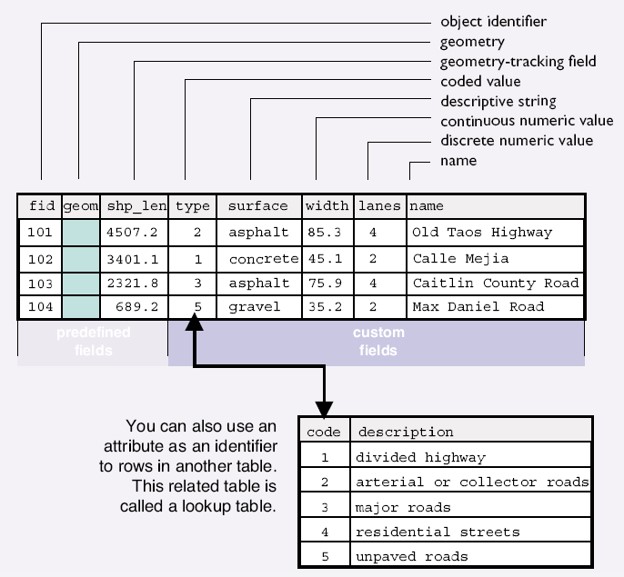 object identifier
geometry
geometry-tracking field
coded value
descriptive string
continuous numeric value
discrete numeric value
name
fid geom shp_len type surface width lanes name
101 4507.2 2 asphalt 85.3 4 Old Taos Highway
102 3401.1 1 concrete 45.1 2 Calle Mejia
103 2321.8 3 asphalt 75.9 4 Caitlin County Road
104 689.2 5 gravel 35.2 2 Max Daniel Road
predefined fields
custom fields
You can also use an
attribute as an identifier
to rows in another table.
This related table is
called a lookup table.
code description
1 divided highway
2 arterial or collector roads
3 major roads
4 residential streets
5 unpaved roads